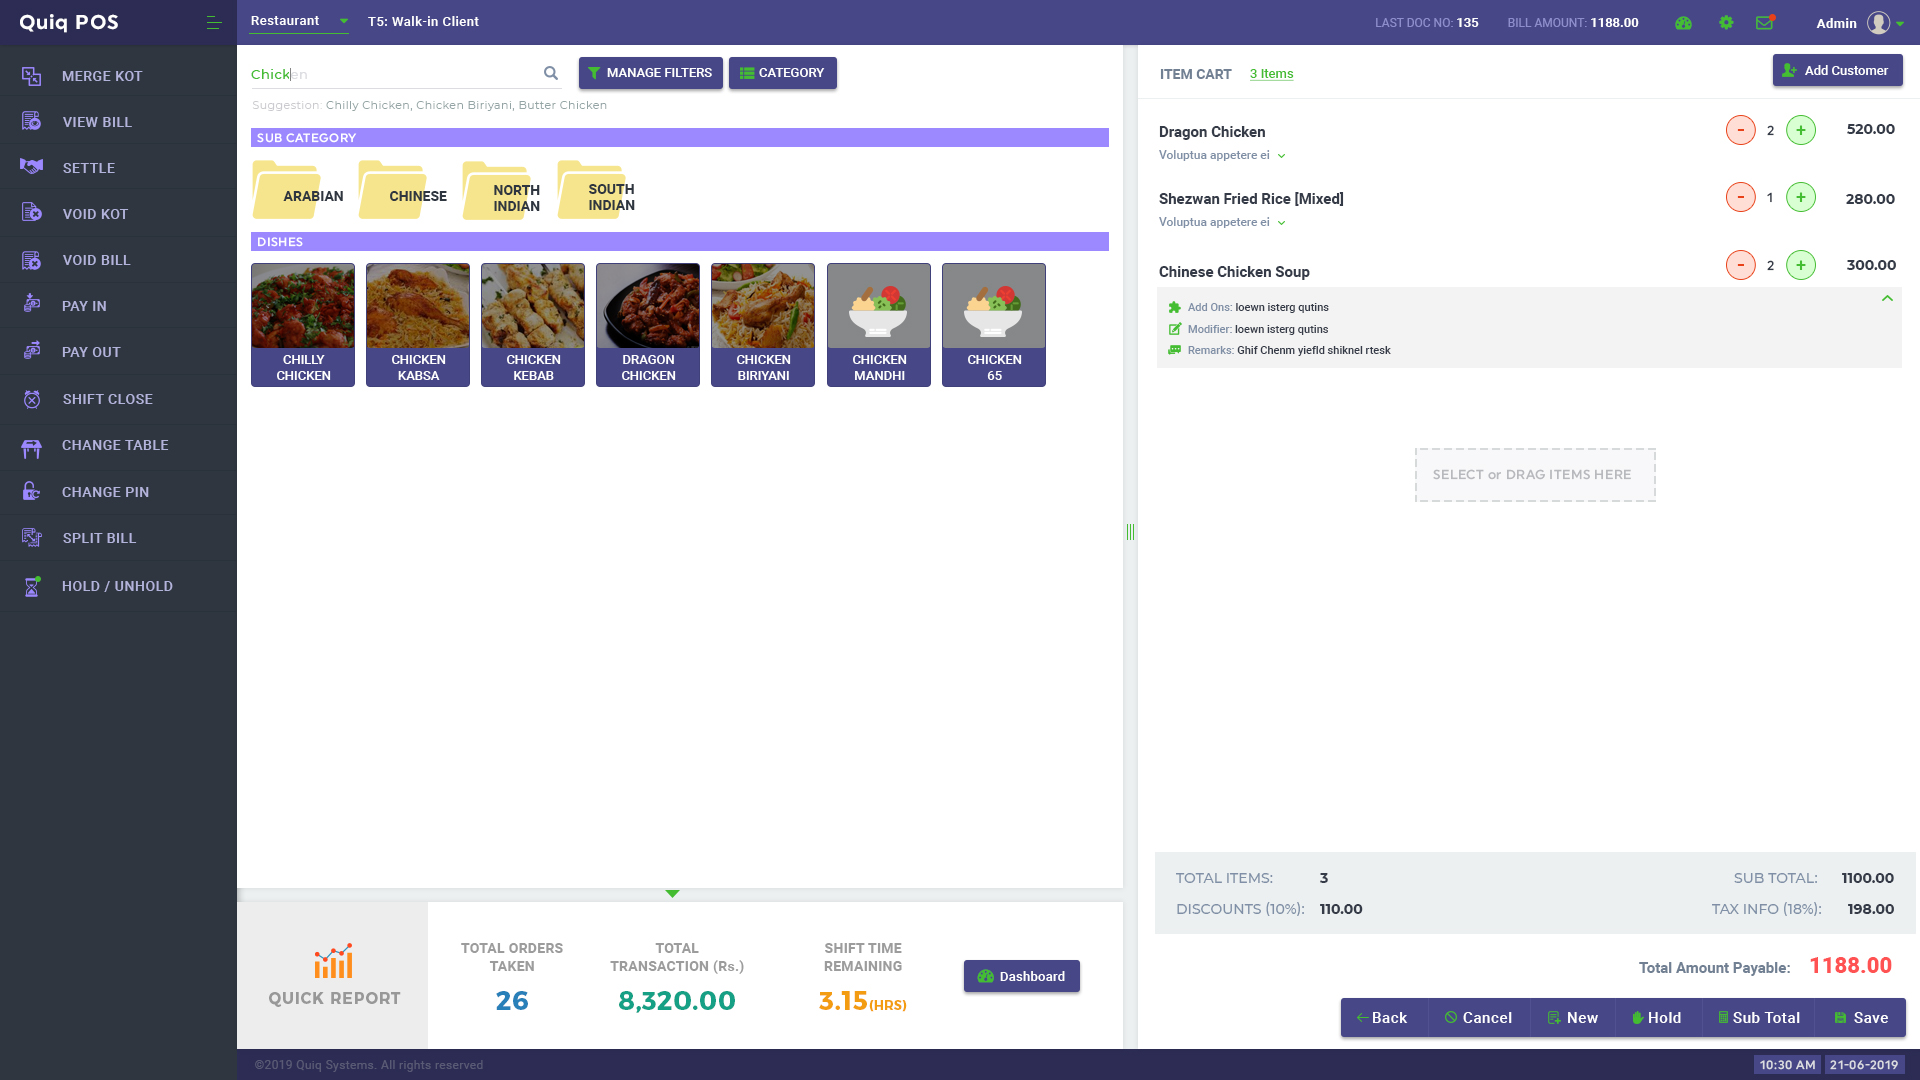 Quiq POS
Restaurant
T5: Walk-in Client
LAST DOC NO: 135
BILL AMOUNT: 1188.00
Admin
MERGE KOT
VIEW BILL
SETTLE
VOID KOT
VOID BILL
PAY IN
PAY OUT
SHIFT CLOSE
CHANGE TABLE
CHANGE PIN
SPLIT BILL
HOLD / UNHOLD
Chicken
MANAGE FILTERS
CATEGORY
Suggestion: Chilly Chicken, Chicken Biriyani, Butter Chicken
SUB CATEGORY
ARABIAN
CHINESE
NORTH
INDIAN
SOUTH
INDIAN
DISHES
CHILLY
CHICKEN
CHICKEN
KABSA
CHICKEN
KEBAB
DRAGON
CHICKEN
CHICKEN
BIRIYANI
CHICKEN
MANDHI
CHICKEN
65
ITEM CART
3 Items
Add Customer
Dragon Chicken
- 2 +
520.00
Voluptua appetere ei
Shezwan Fried Rice [Mixed]
- 1 +
280.00
Voluptua appetere ei
Chinese Chicken Soup
- 2 +
300.00
Add Ons: loewn isterg qutins
Modifier: loewn isterg qutins
Remarks: Ghif Chenm yiefld shiknel rtesk
SELECT or DRAG ITEMS HERE
TOTAL ITEMS: 3
SUB TOTAL: 1100.00
DISCOUNTS (10%): 110.00
TAX INFO (18%): 198.00
Total Amount Payable: 1188.00
Back
Cancel
New
Hold
Sub Total
Save
QUICK REPORT
TOTAL ORDERS
TAKEN
26
TOTAL
TRANSACTION (Rs.)
8,320.00
SHIFT TIME
REMAINING
3.15(HRS)
Dashboard
©2019 Quiq Systems. All rights reserved
10:30 AM
21-06-2019